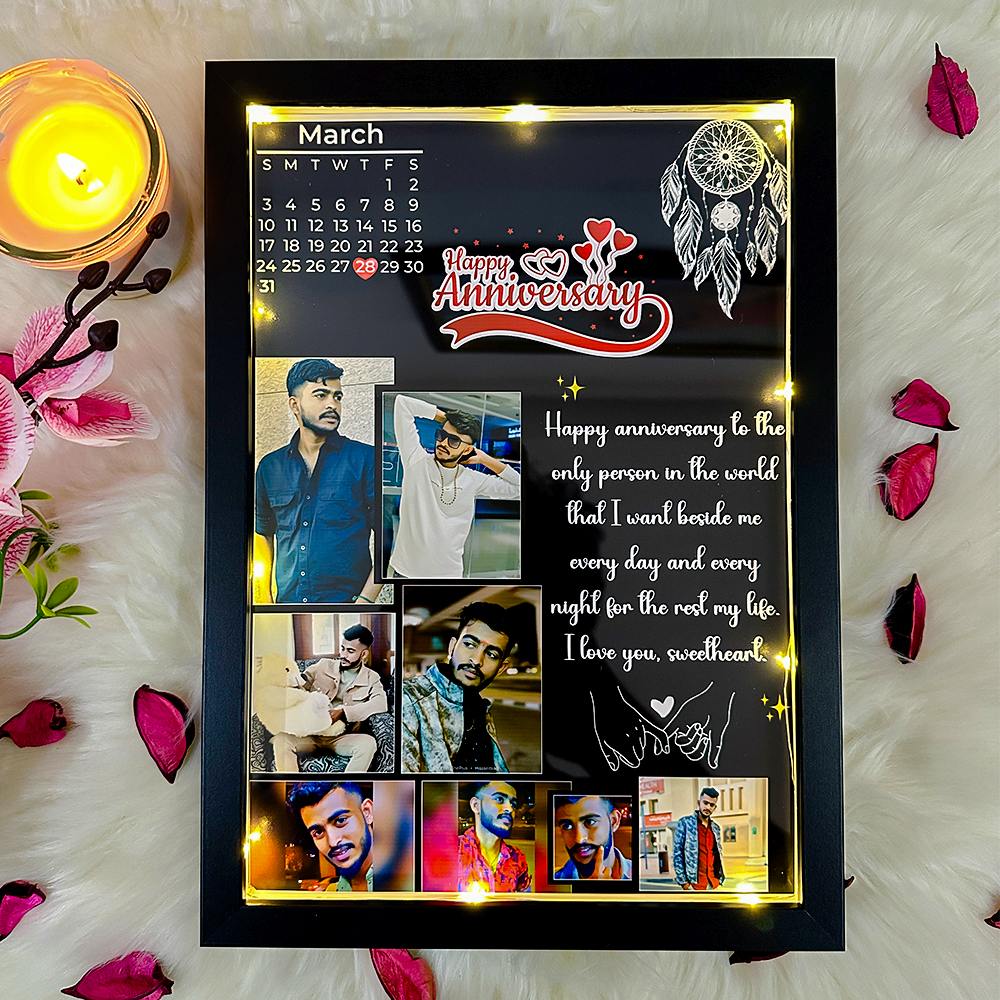 March
S M T W T F S
1 2
3 4 5 6 7 8 9
10 11 12 13 14 15 16
17 18 19 20 21 22 23
24 25 26 27 28 29 30
31
Happy
Anniversary
Happy anniversary to the
only person in the world
that I want beside me
every day and every
night for the rest my life.
I love you, sweetheart.